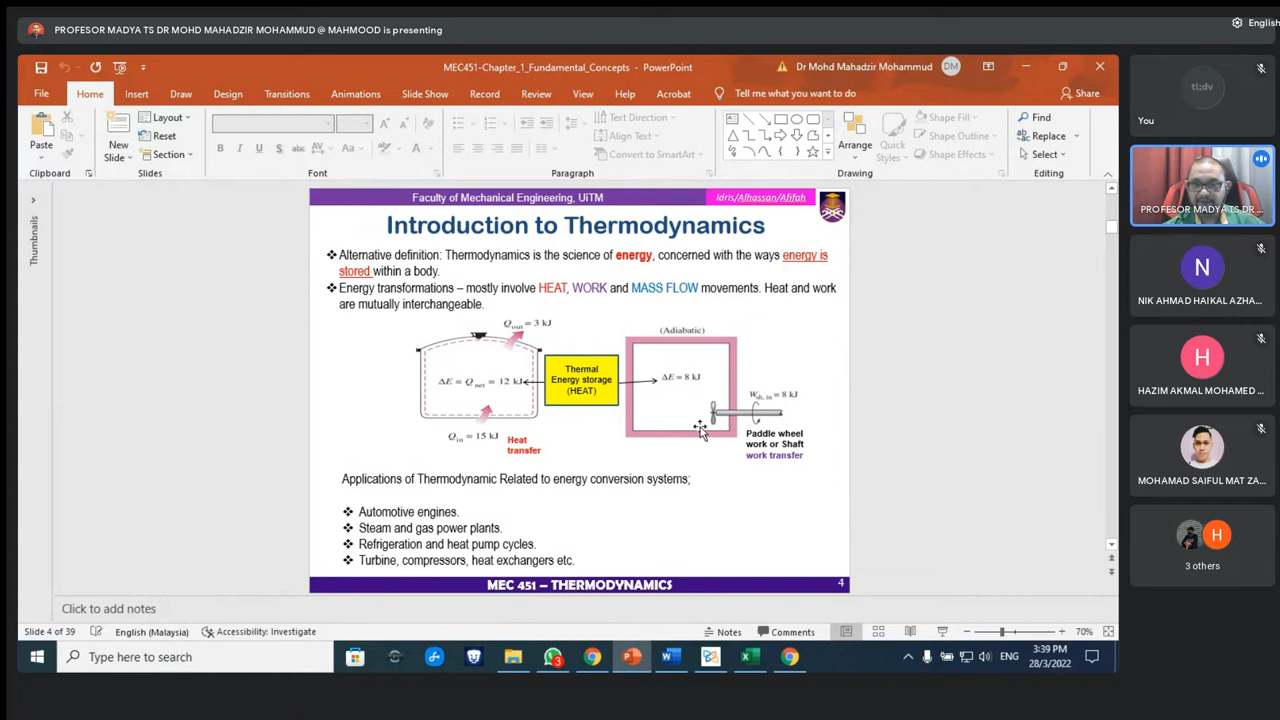 PROFESOR MADYA TS DR MOHD MAHADZIR MOHAMMUD @ MAHMOOD is presenting
English
MEC451-Chapter_1_Fundamental_Concepts - PowerPoint
Dr Mohd Mahadzir Mohammud
DM
File
Home
Insert
Draw
Design
Transitions
Animations
Slide Show
Record
Review
View
Help
Acrobat
Tell me what you want to do
Share
Paste
New
Slide
Layout
Reset
Section
B
I
U
S
ab
AV
Aa
Text Direction
Align Text
Convert to SmartArt
Arrange
Quick
Styles
Shape Fill
Shape Outline
Shape Effects
Find
Replace
Select
Clipboard
Slides
Font
Paragraph
Drawing
Editing
Thumbnails
Faculty of Mechanical Engineering, UiTM
Idris/Alhassan/Afifah
Introduction to Thermodynamics
❖ Alternative definition: Thermodynamics is the science of energy, concerned with the ways energy is
stored within a body.
❖ Energy transformations – mostly involve HEAT, WORK and MASS FLOW movements. Heat and work
are mutually interchangeable.
Qout = 3 kJ
ΔE = Qnet = 12 kJ
Qin = 15 kJ
Heat
transfer
Thermal
Energy storage
(HEAT)
(Adiabatic)
ΔE = 8 kJ
Wsh, in = 8 kJ
Paddle wheel
work or Shaft
work transfer
Applications of Thermodynamic Related to energy conversion systems;
❖ Automotive engines.
❖ Steam and gas power plants.
❖ Refrigeration and heat pump cycles.
❖ Turbine, compressors, heat exchangers etc.
MEC 451 – THERMODYNAMICS
4
Click to add notes
Slide 4 of 39
English (Malaysia)
Accessibility: Investigate
Notes
Comments
70%
Type here to search
3
ENG
3:39 PM
28/3/2022
tl;dv
You
PROFESOR MADYA TS DR ...
N
NIK AHMAD HAIKAL AZHA...
H
HAZIM AKMAL MOHAMED ...
MOHAMAD SAIFUL MAT ZA...
H
3 others